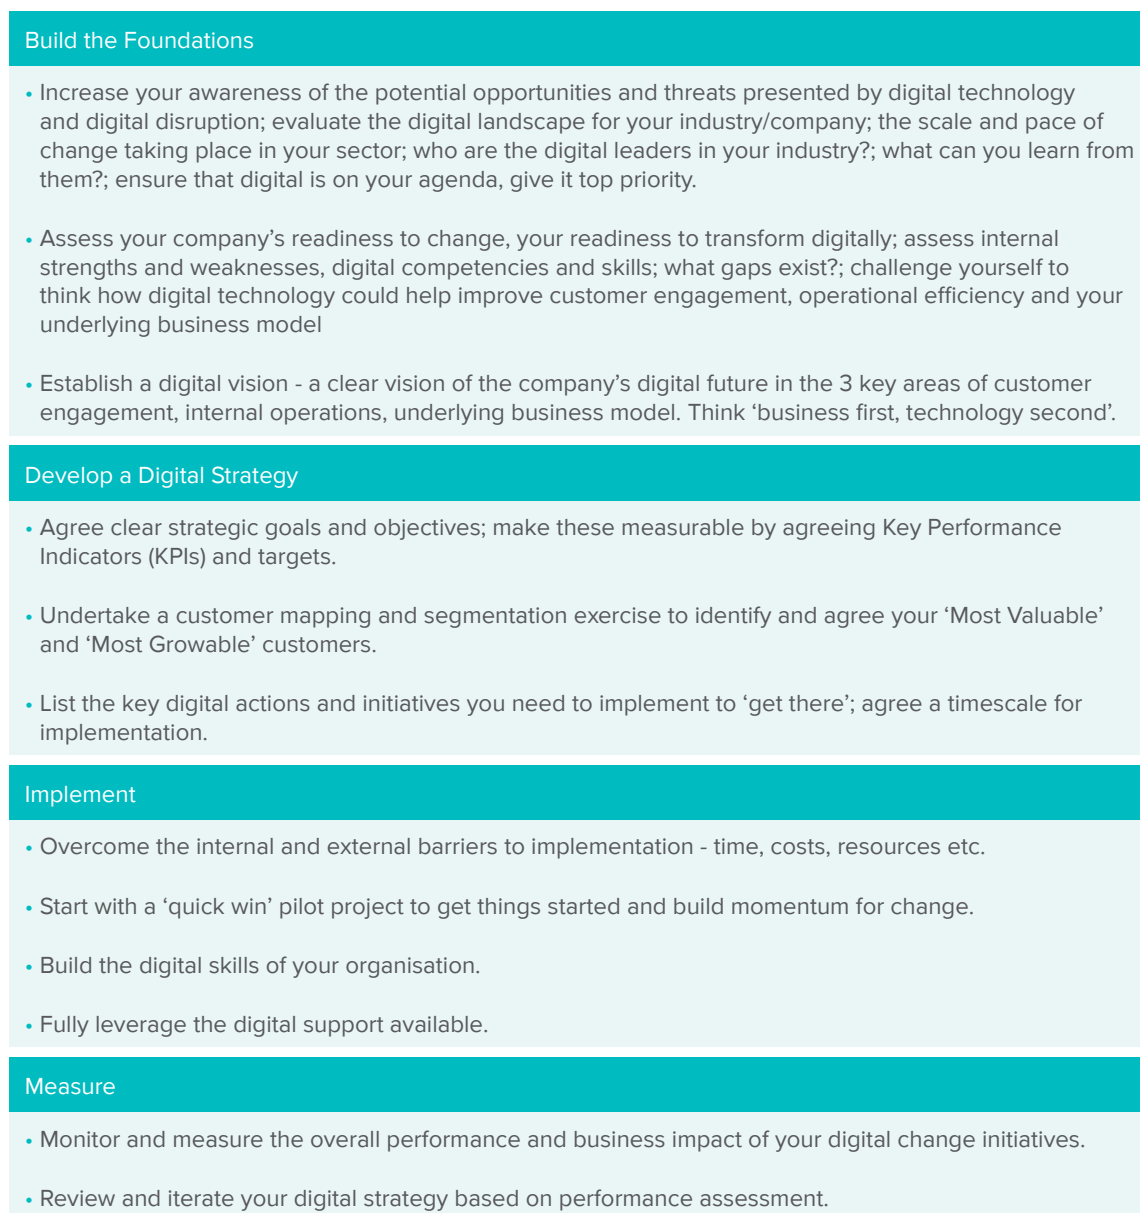 Build the Foundations
• Increase your awareness of the potential opportunities and threats presented by digital technology
and digital disruption; evaluate the digital landscape for your industry/company; the scale and pace of
change taking place in your sector; who are the digital leaders in your industry?; what can you learn from
them?; ensure that digital is on your agenda, give it top priority.
• Assess your company’s readiness to change, your readiness to transform digitally; assess internal
strengths and weaknesses, digital competencies and skills; what gaps exist?; challenge yourself to
think how digital technology could help improve customer engagement, operational efficiency and your
underlying business model
• Establish a digital vision - a clear vision of the company’s digital future in the 3 key areas of customer
engagement, internal operations, underlying business model. Think ‘business first, technology second’.
Develop a Digital Strategy
• Agree clear strategic goals and objectives; make these measurable by agreeing Key Performance
Indicators (KPIs) and targets.
• Undertake a customer mapping and segmentation exercise to identify and agree your ‘Most Valuable’
and ‘Most Growable’ customers.
• List the key digital actions and initiatives you need to implement to ‘get there’; agree a timescale for
implementation.
Implement
• Overcome the internal and external barriers to implementation - time, costs, resources etc.
• Start with a ‘quick win’ pilot project to get things started and build momentum for change.
• Build the digital skills of your organisation.
• Fully leverage the digital support available.
Measure
• Monitor and measure the overall performance and business impact of your digital change initiatives.
• Review and iterate your digital strategy based on performance assessment.